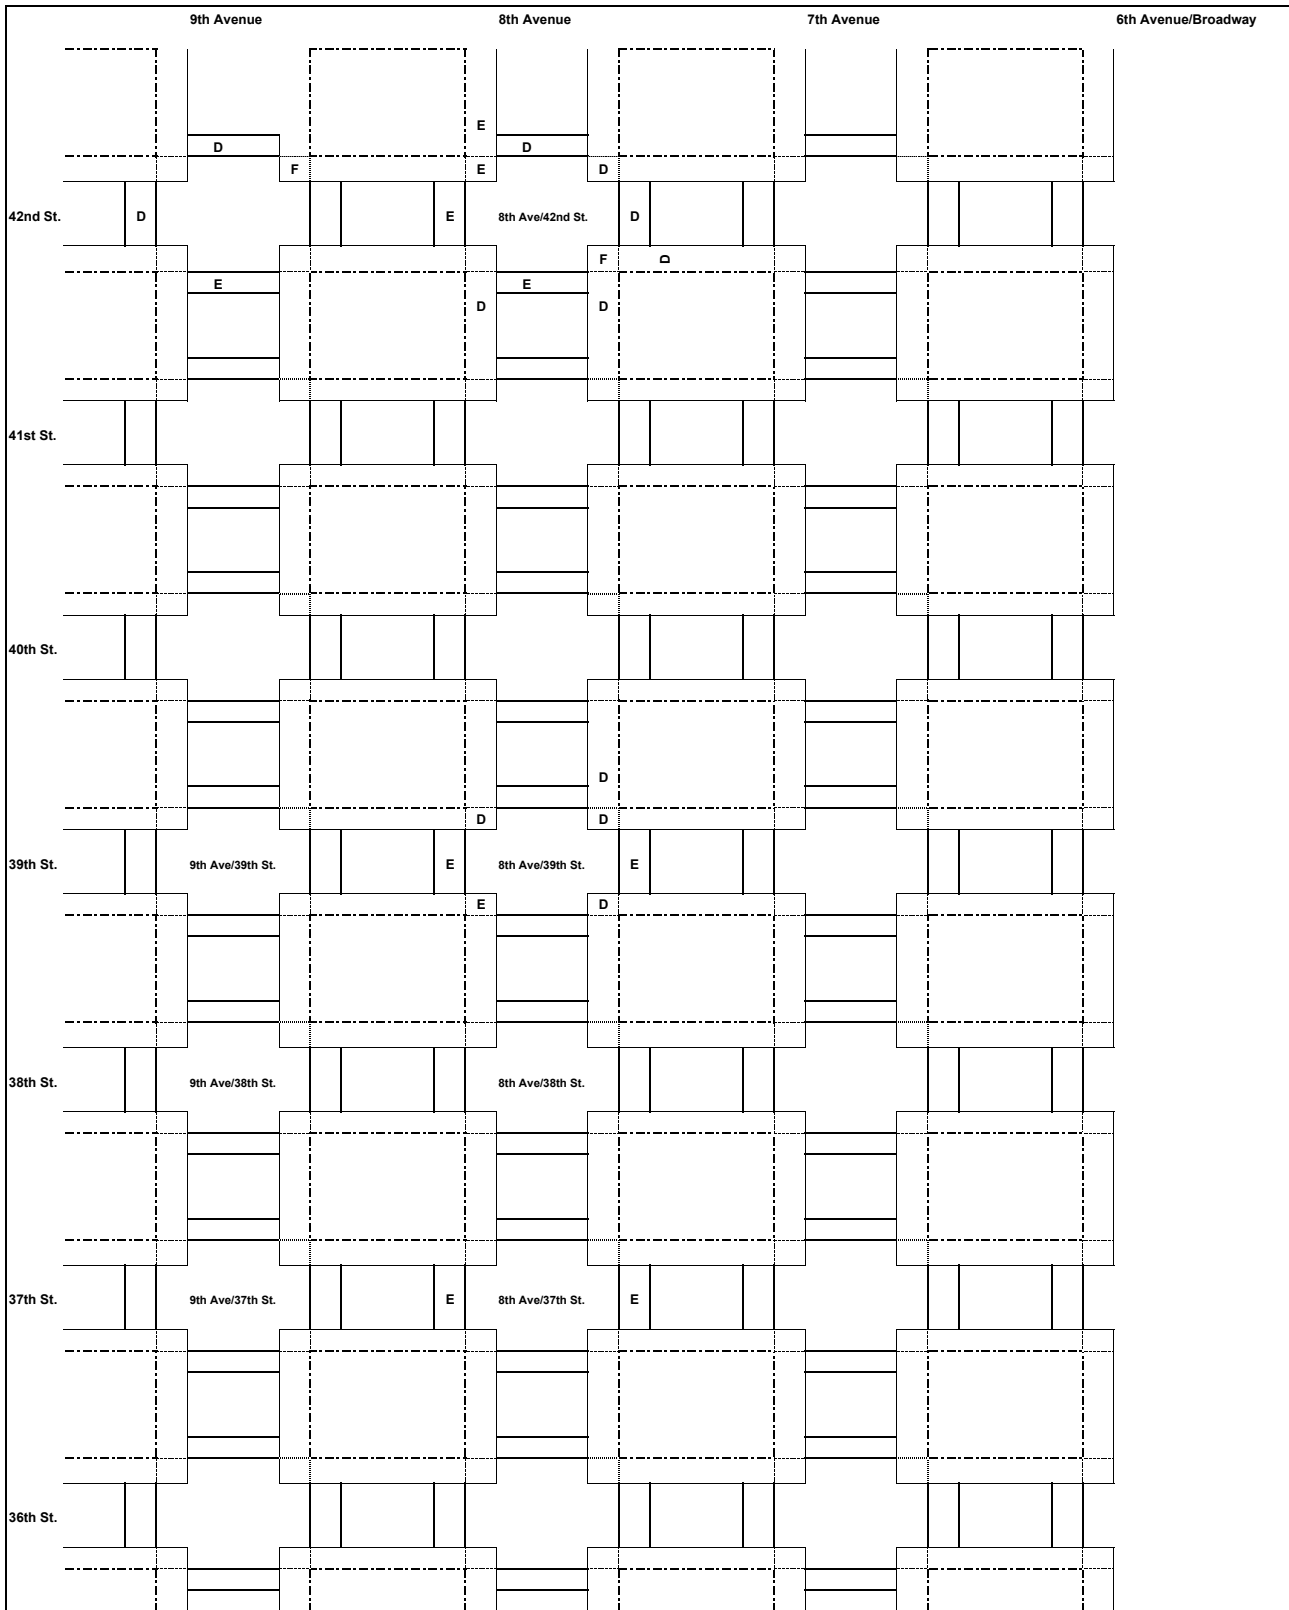 9th Avenue 8th Avenue 7th Avenue 6th Avenue/Broadway
E
D D
F E D
42nd St. D E 8th Ave/42nd St. D
F D
E E
D D
41st St.
40th St.
D
D D
39th St. 9th Ave/39th St. E 8th Ave/39th St. E
E D
38th St. 9th Ave/38th St. 8th Ave/38th St.
37th St. 9th Ave/37th St. E 8th Ave/37th St. E
36th St.